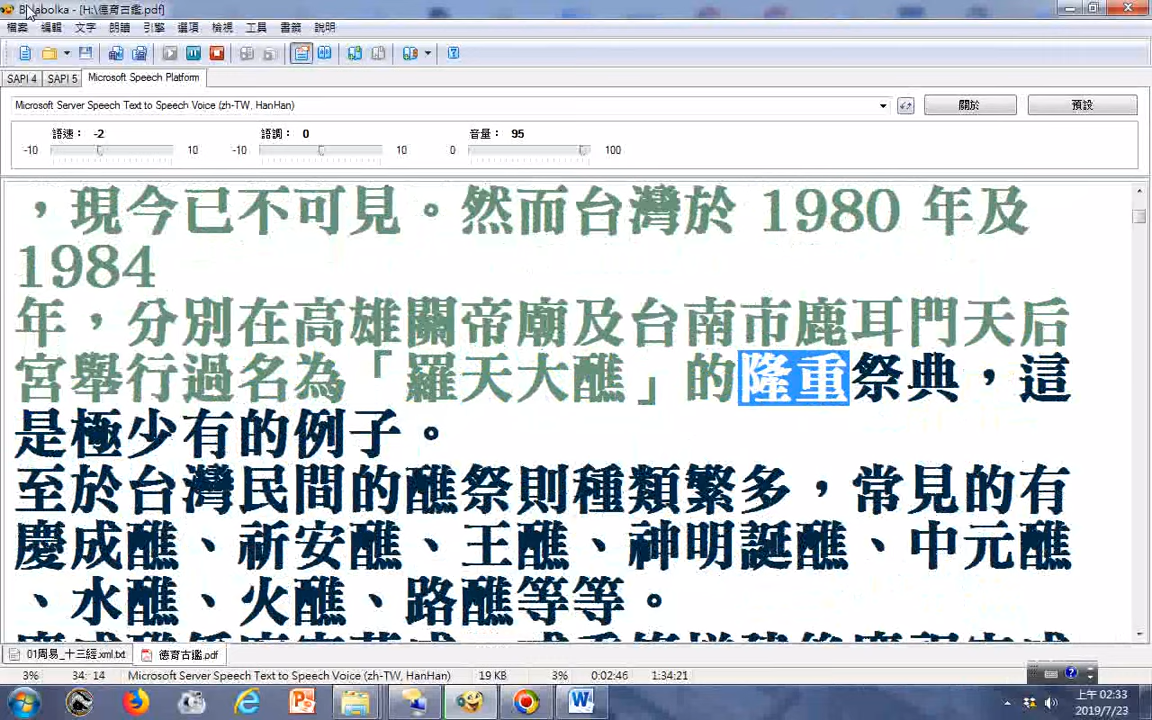 Balabolka - [H:\德育古鑑.pdf]
檔案 編輯 文字 朗讀 引擎 選項 檢視 工具 書籤 說明
SAPI 4 SAPI 5 Microsoft Speech Platform
Microsoft Server Speech Text to Speech Voice (zh-TW, HanHan) 關於 預設
語速： -2 語調： 0 音量： 95
-10 10 -10 10 0 100
，現今已不可見。然而台灣於 1980 年及
1984
年，分別在高雄關帝廟及台南市鹿耳門天后
宮舉行過名為「羅天大醮」的隆重祭典，這
是極少有的例子。
至於台灣民間的醮祭則種類繁多，常見的有
慶成醮、祈安醮、王醮、神明誕醮、中元醮
、水醮、火醮、路醮等等。
01周易_十三經.xml.txt 德育古鑑.pdf
3% 34: 14 Microsoft Server Speech Text to Speech Voice (zh-TW, HanHan) 19 KB 3% 0:02:46 1:34:21
上午 02:33
2019/7/23